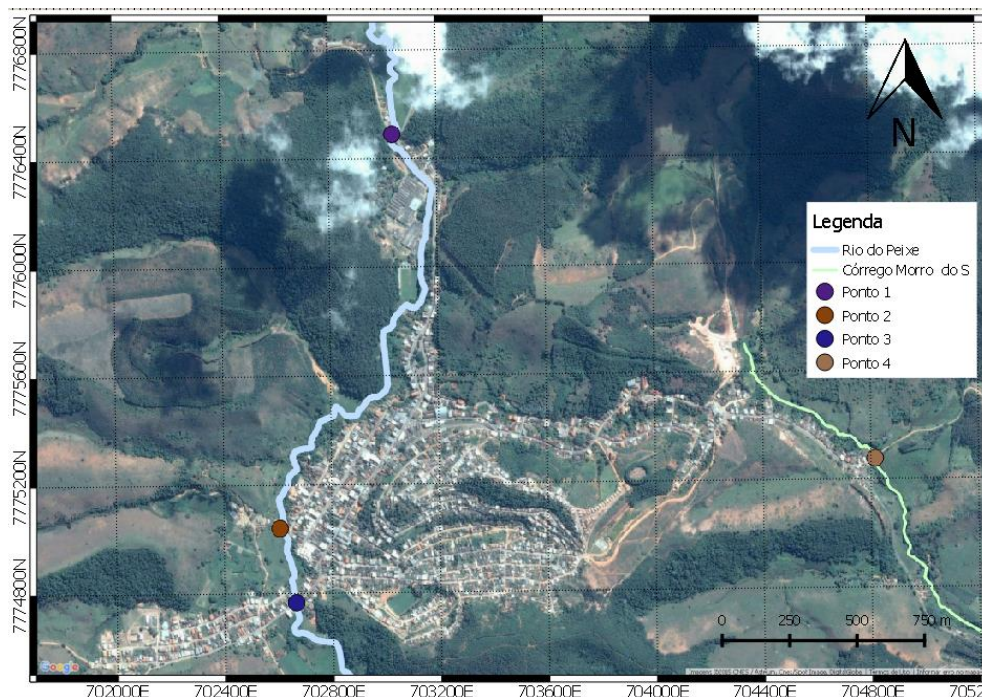 7776800N
7776400N
7776000N
7775600N
7775200N
7774800N
N
Legenda
Rio do Peixe
Córrego Morro do S
Ponto 1
Ponto 2
Ponto 3
Ponto 4
0 250 500 750 m
Google
702000E 702400E 702800E 703200E 703600E 704000E 704400E 704800E 7052